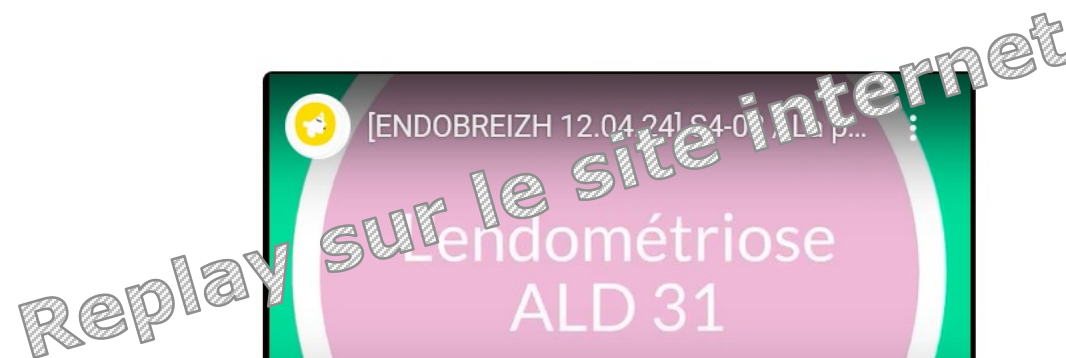 Replay sur le site internet
[ENDOBREIZH 12.04.24] S4-0
L'endométriose
ALD 31